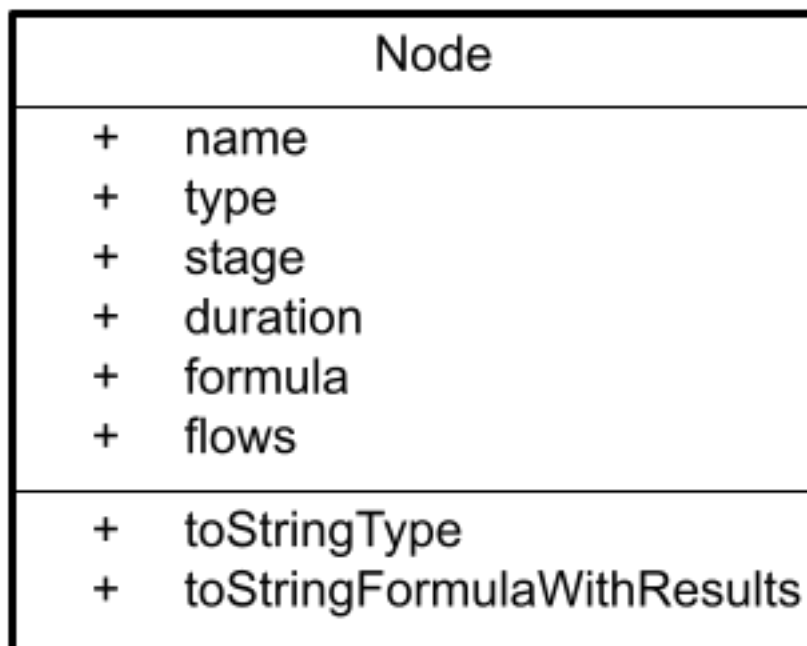 Node
+ name
+ type
+ stage
+ duration
+ formula
+ flows
+ toStringType
+ toStringFormulaWithResults